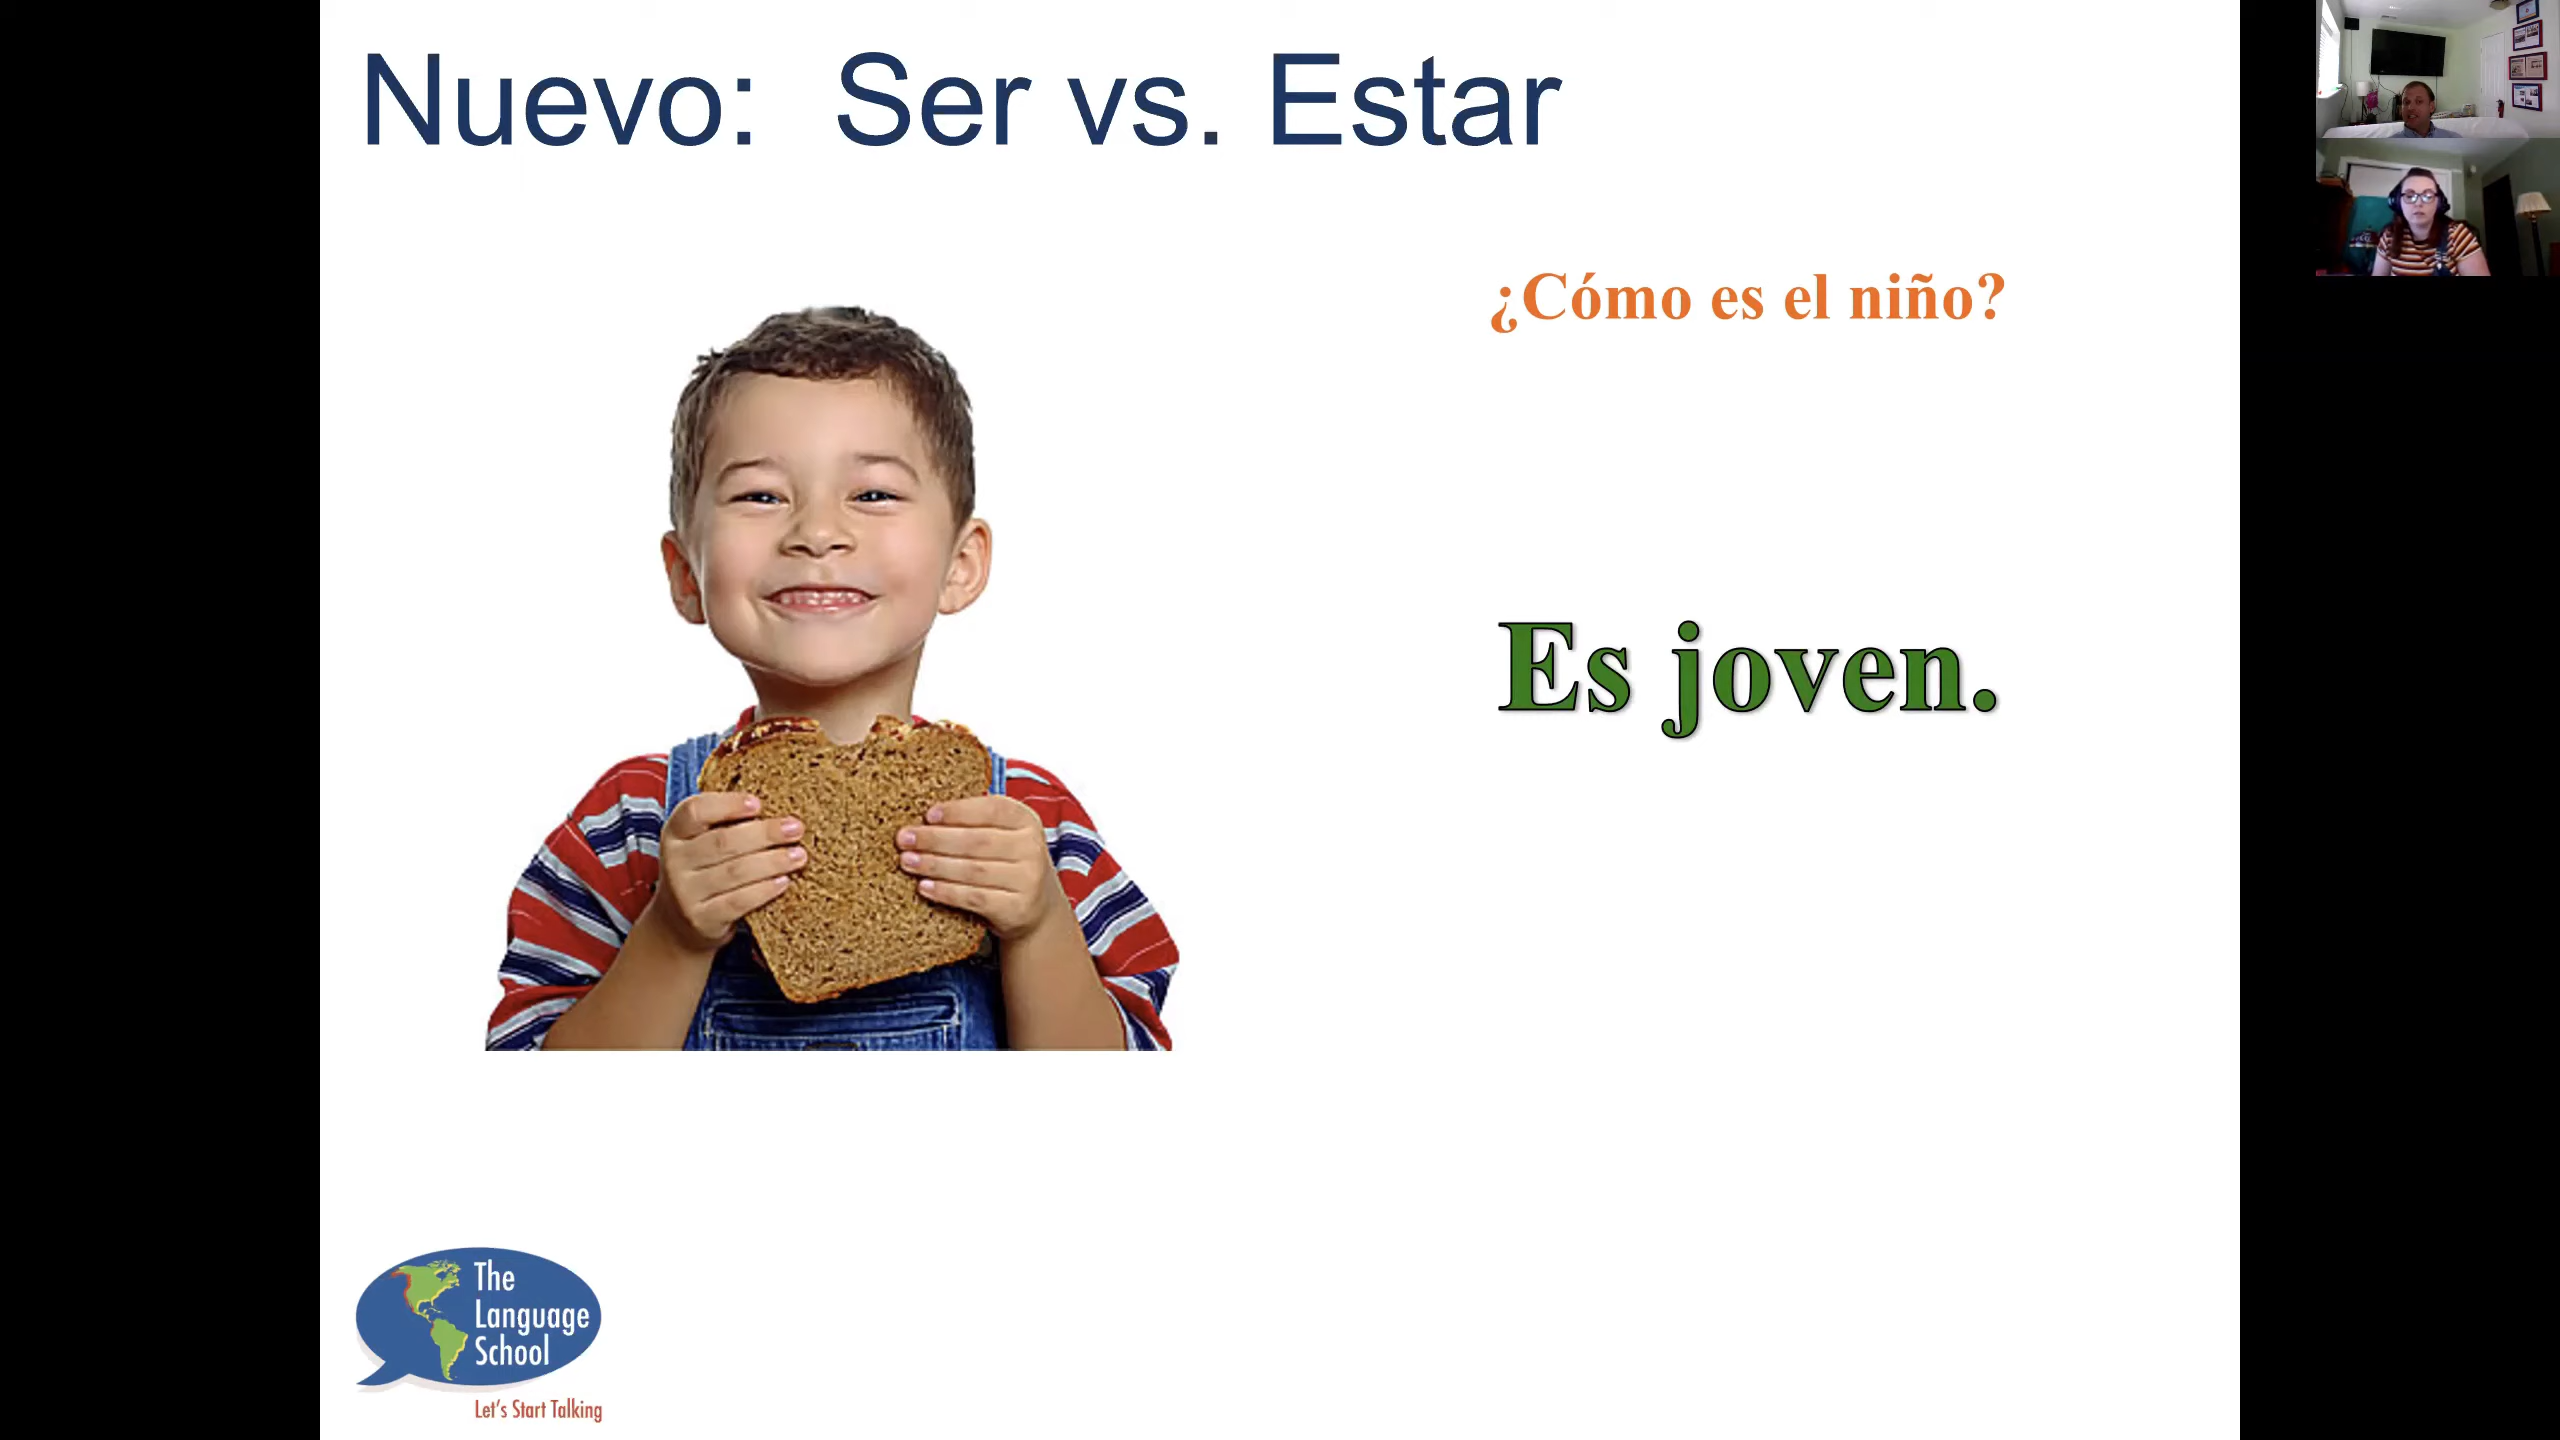 Nuevo: Ser vs. Estar
¿Cómo es el niño?
Es joven.
The
Language
School
Let's Start Talking